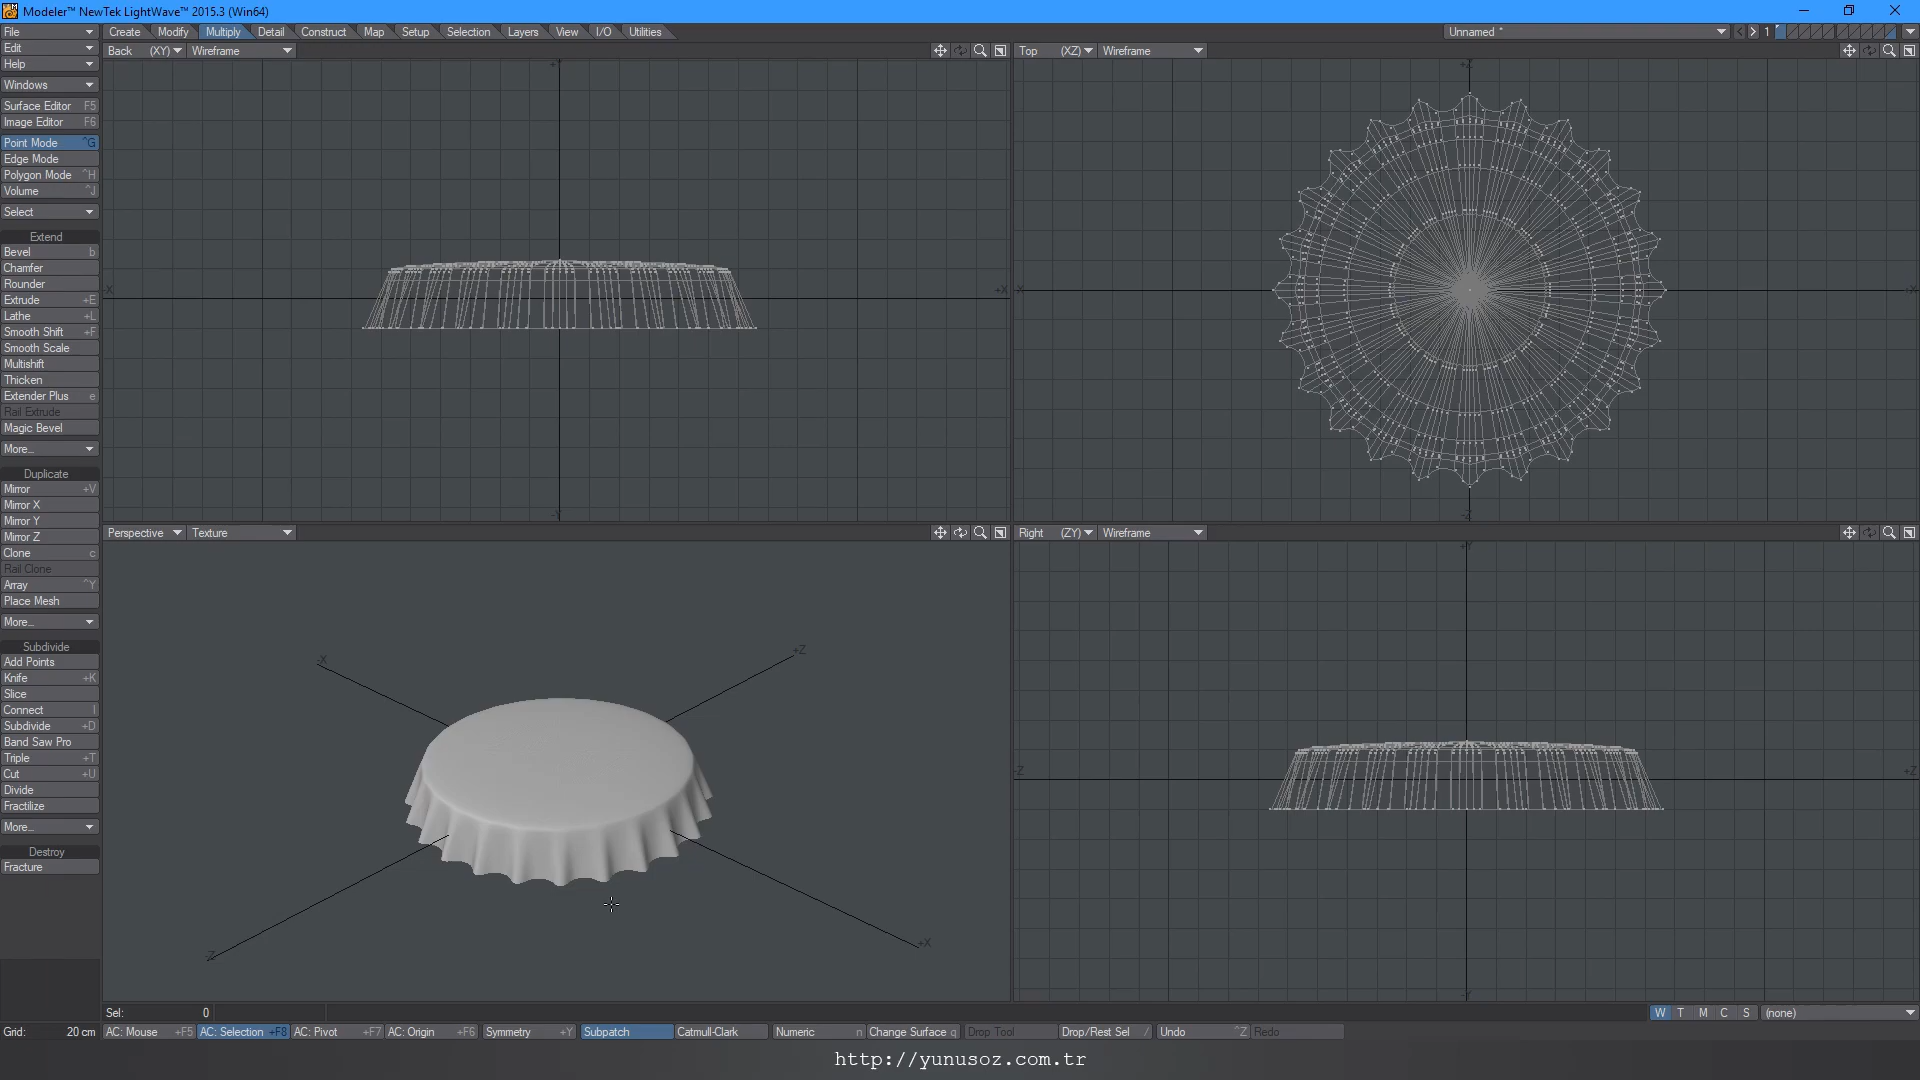 Modeler™ NewTek LightWave™ 2015.3 (Win64)
File
Create Modify Multiply Detail Construct Map Setup Selection Layers View I/O Utilities
Unnamed * < > 1
Edit
Help
Back (XY) Wireframe
Top (XZ) Wireframe
Windows
Surface Editor F5
Image Editor F6
Point Mode ^G
Edge Mode
Polygon Mode ^H
Volume ^J
Select
Extend
Bevel b
Chamfer
Rounder
Extrude +E
Lathe +L
Smooth Shift +F
Smooth Scale
Multishift
Thicken
Extender Plus e
Rail Extrude
Magic Bevel
More...
Duplicate
Mirror +V
Mirror X
Mirror Y
Mirror Z
Clone c
Rail Clone
Array ^Y
Place Mesh
More...
Subdivide
Add Points
Knife +K
Slice
Connect l
Subdivide +D
Band Saw Pro
Triple +T
Cut +U
Divide
Fractilize
More...
Destroy
Fracture
Perspective Texture
Right (ZY) Wireframe
-X
+Z
-Z
+X
Sel: 0
W T M C S (none)
Grid: 20 cm
AC: Mouse +F5 AC: Selection +F8 AC: Pivot +F7 AC: Origin +F6 Symmetry +Y Subpatch Catmull-Clark Numeric n Change Surface q Drop Tool Drop/Rest Sel / Undo ^Z Redo
http://yunusoz.com.tr